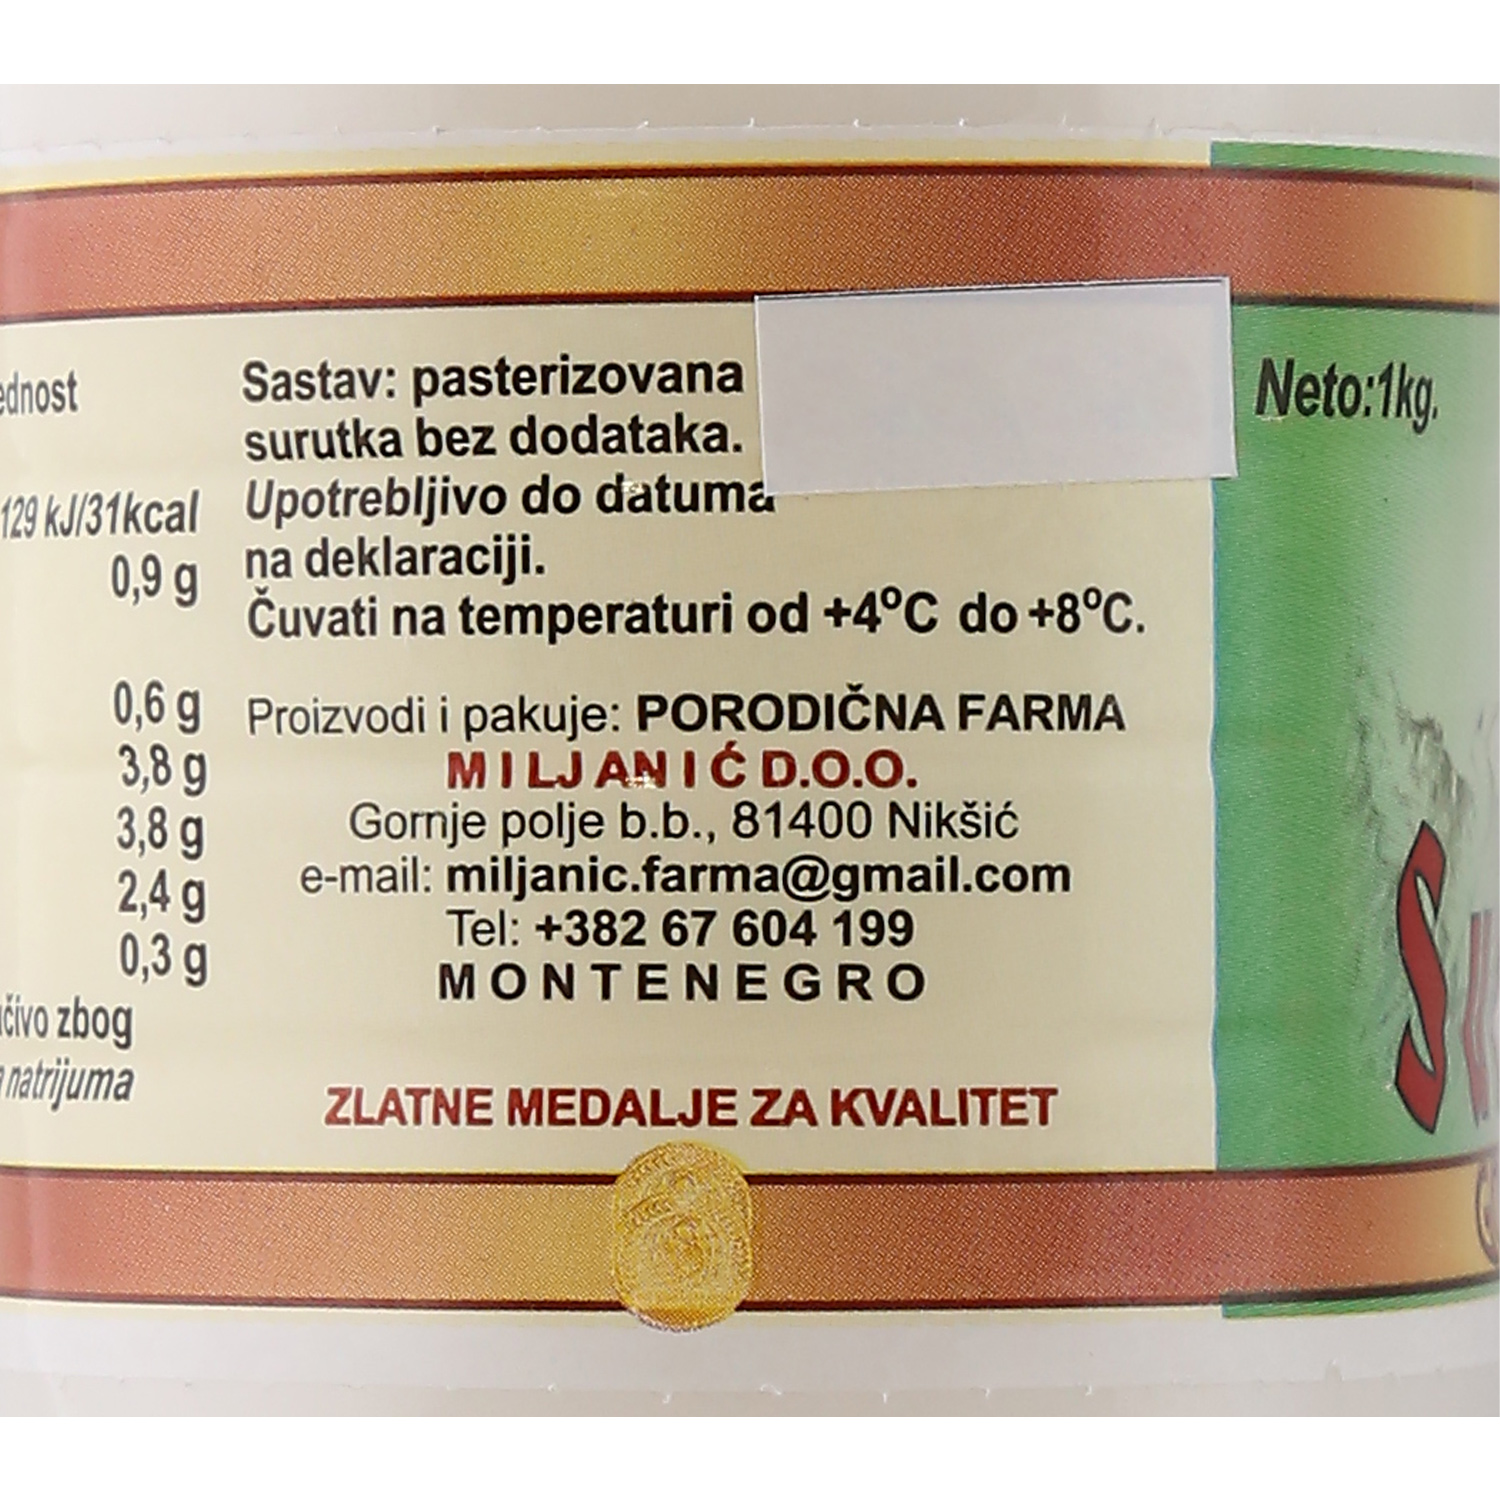 129 kJ/31kcal
0,9 g
0,6 g
3,8 g
3,8 g
2,4 g
0,3 g
zbog
natrijuma
Sastav: pasterizovana
surutka bez dodataka.
Upotrebljivo do datuma
na deklaraciji.
Čuvati na temperaturi od +4°C do +8°C.
Proizvodi i pakuje: PORODIČNA FARMA
MILJANIĆ D.O.O.
Gornje polje b.b., 81400 Nikšić
e-mail: miljanic.farma@gmail.com
Tel: +382 67 604 199
MONTENEGRO
ZLATNE MEDALJE ZA KVALITET
Neto:1kg.